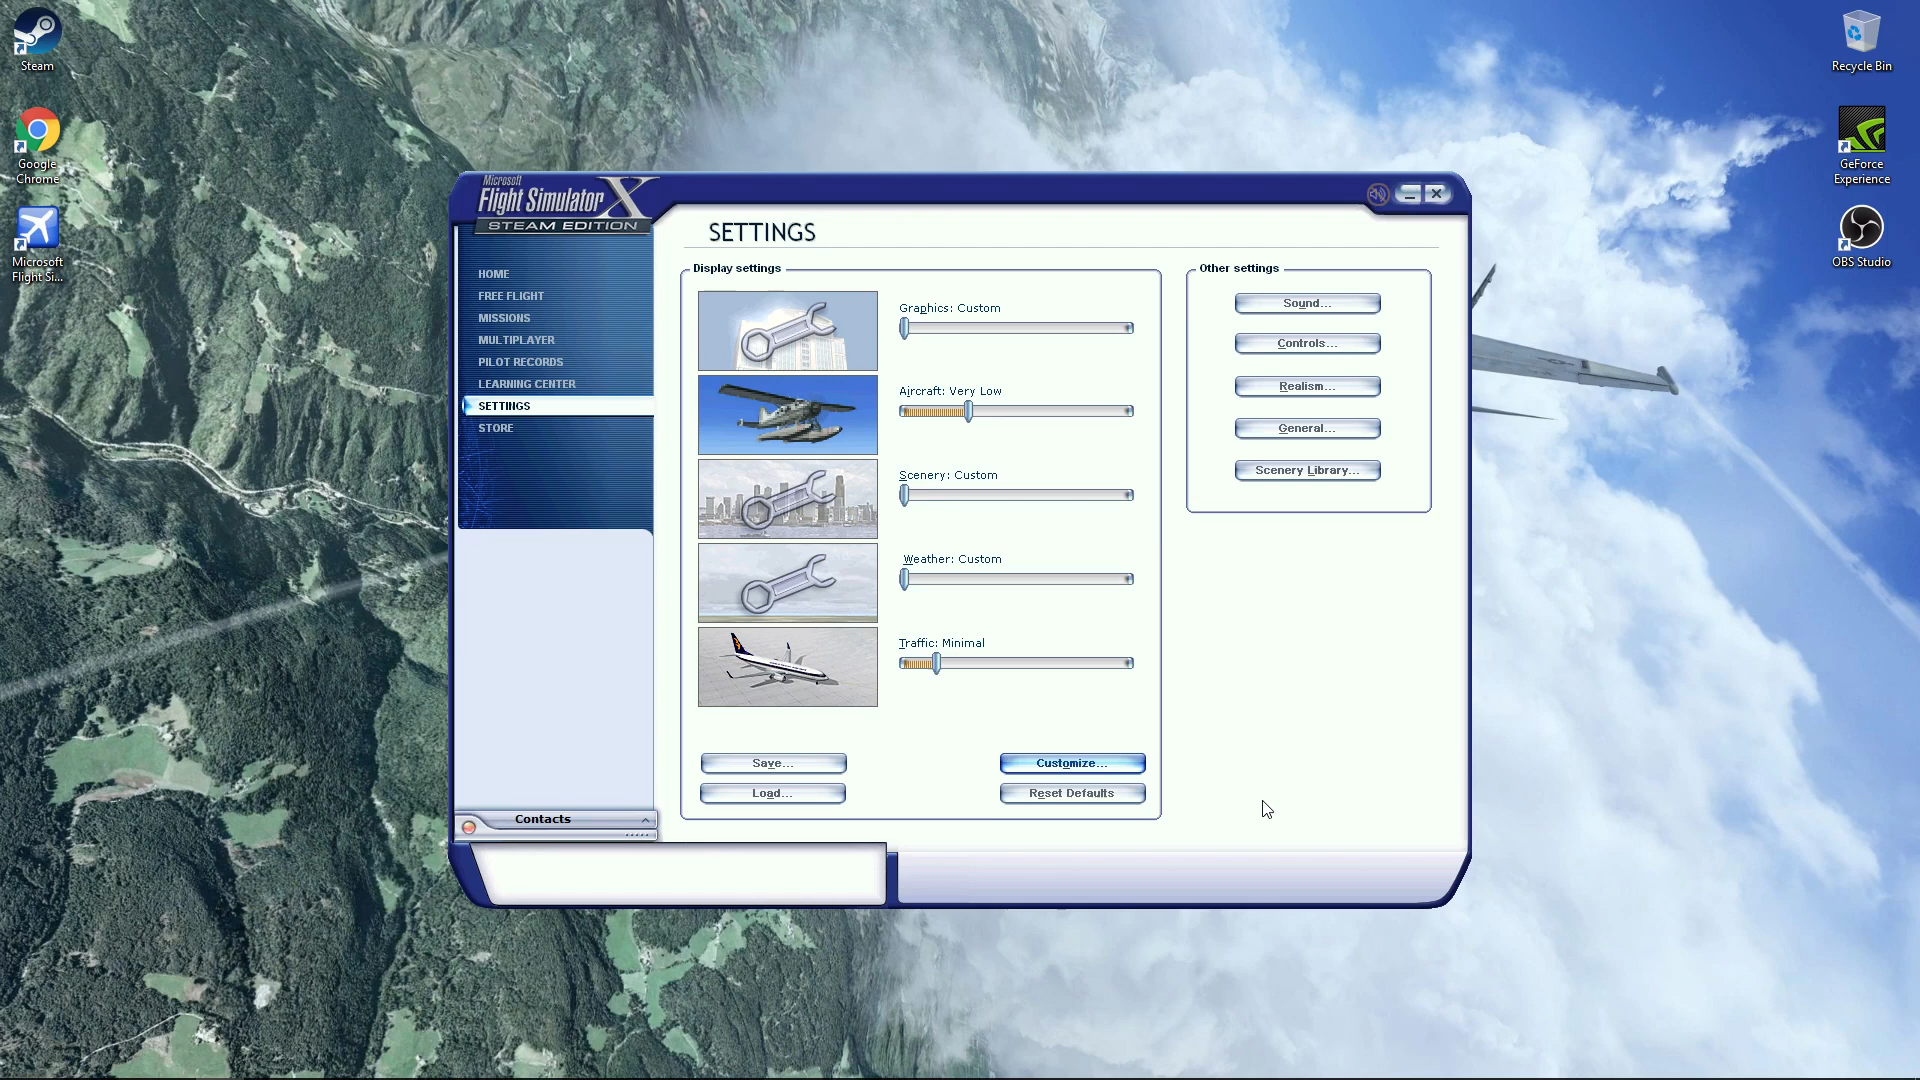 Steam
Google
Chrome
Microsoft
Flight Si...
Recycle Bin
GeForce
Experience
OBS Studio
Microsoft
Flight Simulator X
STEAM EDITION
HOME
FREE FLIGHT
MISSIONS
MULTIPLAYER
PILOT RECORDS
LEARNING CENTER
SETTINGS
STORE
Contacts
SETTINGS
Display settings
Graphics: Custom
Aircraft: Very Low
Scenery: Custom
Weather: Custom
Traffic: Minimal
Save...
Customize...
Load...
Reset Defaults
Other settings
Sound...
Controls...
Realism...
General...
Scenery Library...